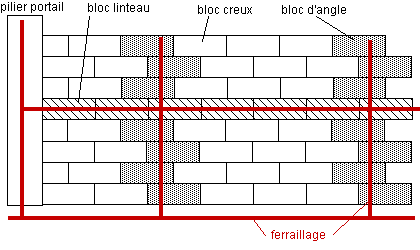 pilier portail
bloc linteau
bloc creux
bloc d'angle
ferraillage